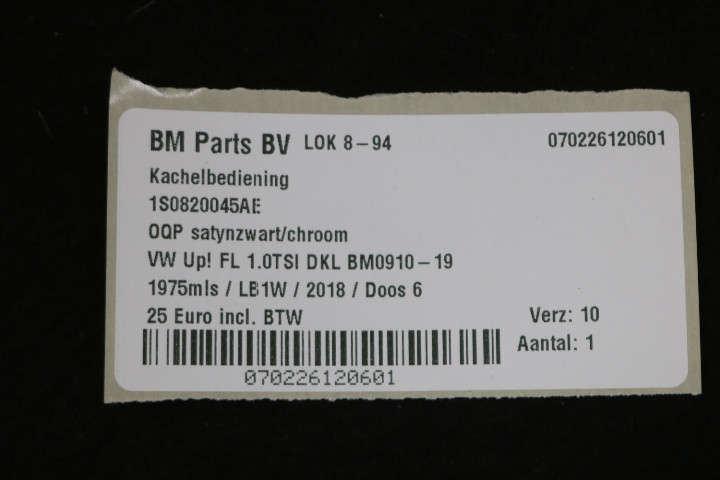 BM Parts BV LOK 8-94 070226120601
Kachelbediening
1S0820045AE
OQP satynzwart/chroom
VW Up! FL 1.0TSI DKL BM0910-19
1975mls / LB1W / 2018 / Doos 6
25 Euro incl. BTW Verz: 10
Aantal: 1
070226120601